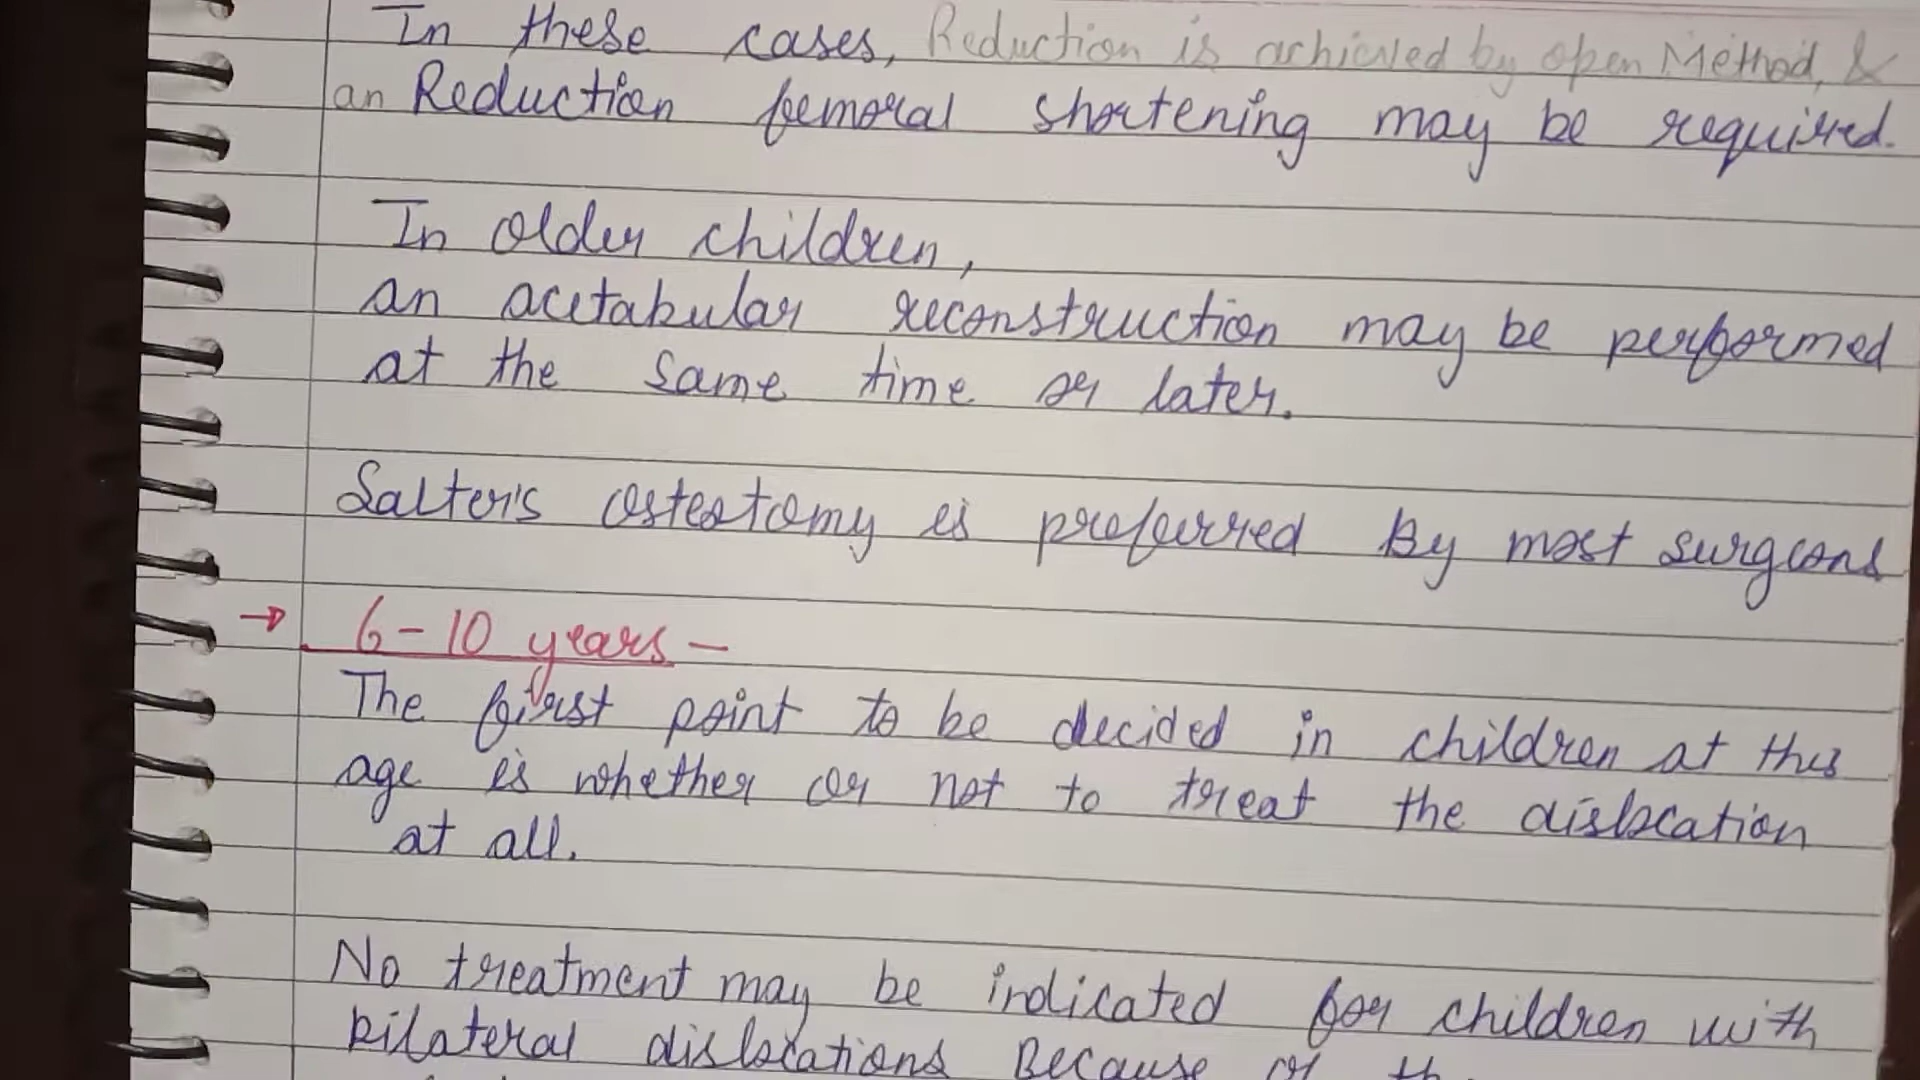 In these cases, Reduction is achieved by open Method, &
an Reduction femoral shortening may be required.
In older children,
an acetabular reconstruction may be performed
at the same time or later.
Salter's osteotomy is preferred By most surgeons
→ 6-10 years -
The first point to be decided in children at this
age is whether or not to treat the dislocation
at all.
No treatment may be indicated for children with
bilateral dislocations Because of